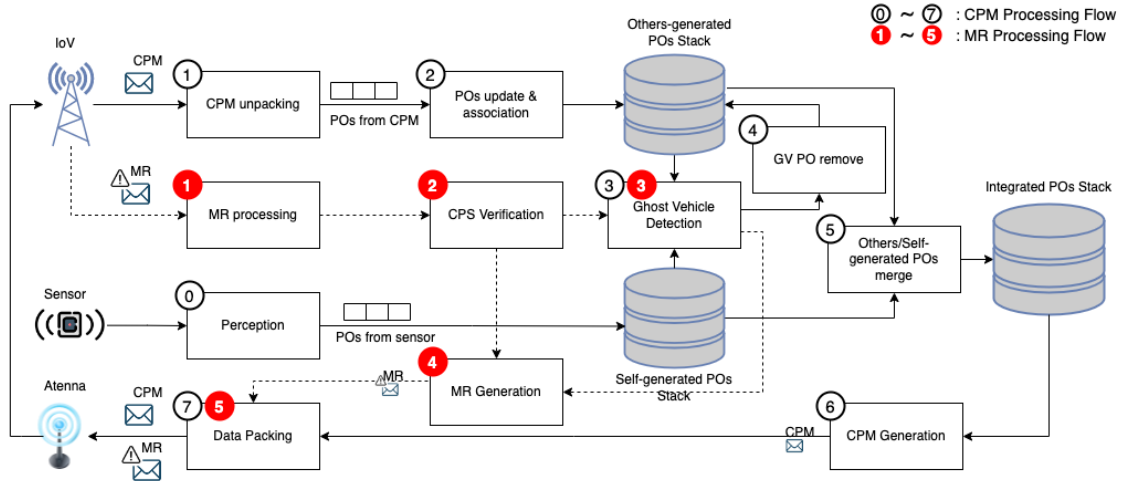 0 ~ 7 : CPM Processing Flow
1 ~ 5 : MR Processing Flow
IoV
CPM
1
CPM unpacking
POs from CPM
2
POs update &
association
Others-generated
POs Stack
4
GV PO remove
MR
1
MR processing
2
CPS Verification
3 3
Ghost Vehicle
Detection
5
Others/Self-
generated POs
merge
Integrated POs Stack
Sensor
0
Perception
POs from sensor
Self-generated POs
Stack
4
MR Generation
MR
Atenna
CPM
MR
7 5
Data Packing
CPM
6
CPM Generation